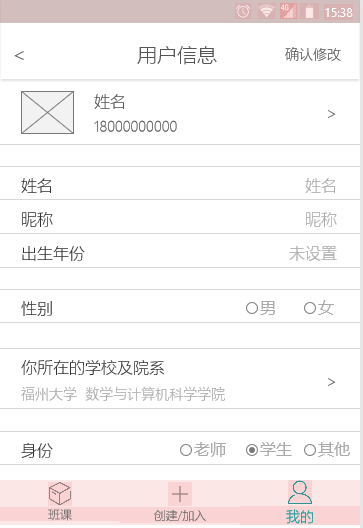 4G 15:38
< 用户信息 确认修改
姓名
18000000000 >
姓名 姓名
昵称 昵称
出生年份 未设置
性别 男 女
你所在的学校及院系
福州大学 数学与计算机科学学院 >
身份 老师 学生 其他
班课 创建/加入 我的